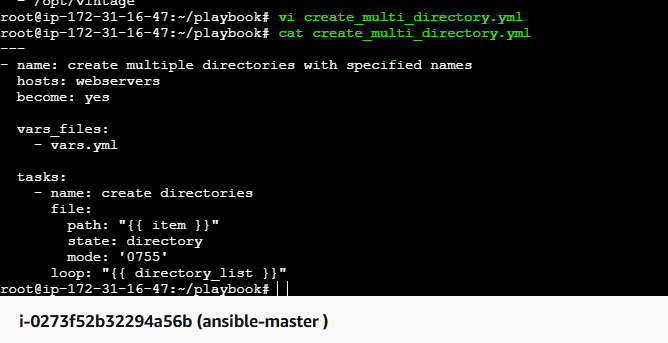 - /opt/vintage
root@ip-172-31-16-47:~/playbook# vi create_multi_directory.yml
root@ip-172-31-16-47:~/playbook# cat create_multi_directory.yml
---
- name: create multiple directories with specified names
  hosts: webservers
  become: yes

  vars_files:
    - vars.yml

  tasks:
    - name: create directories
      file:
        path: "{{ item }}"
        state: directory
        mode: '0755'
      loop: "{{ directory_list }}"
root@ip-172-31-16-47:~/playbook#
i-0273f52b32294a56b (ansible-master )